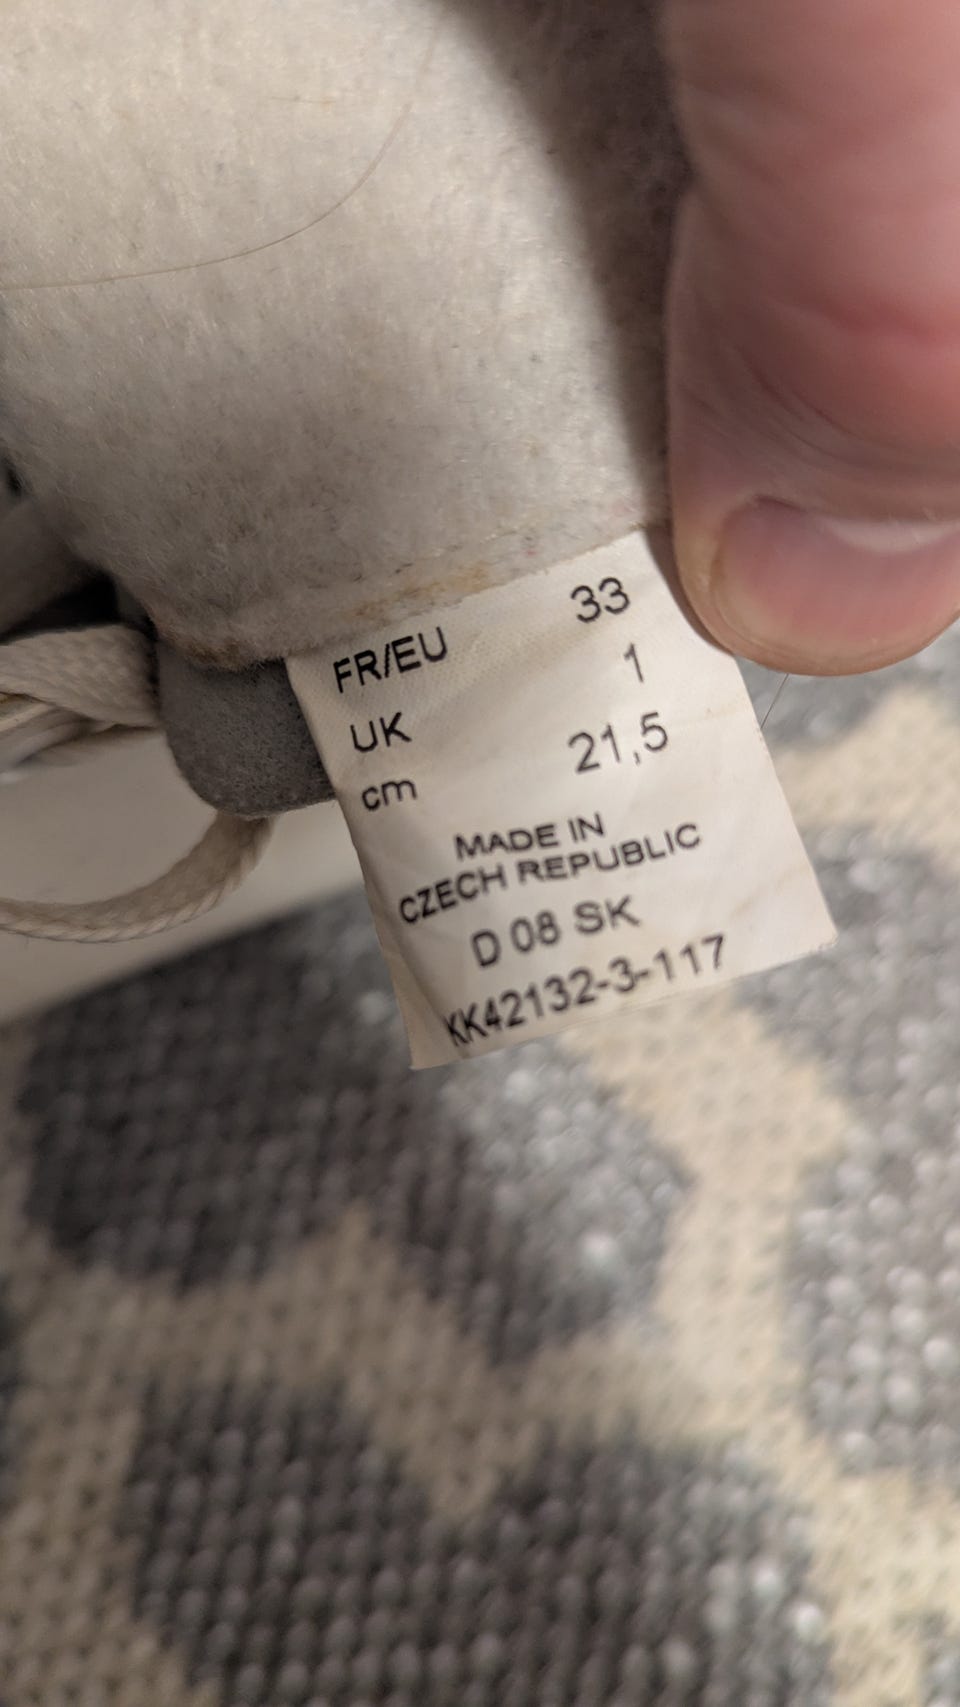 FR/EU 33
UK 1
cm 21,5
MADE IN
CZECH REPUBLIC
D 08 SK
KK42132-3-117